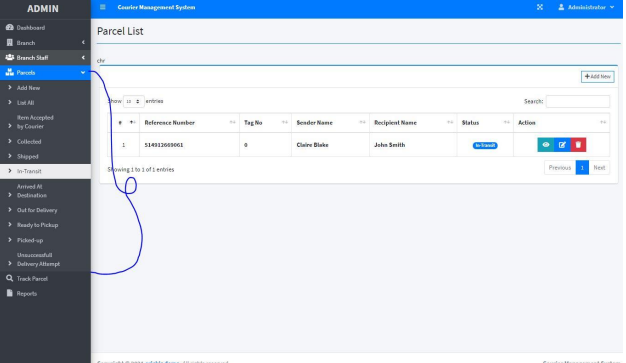 ADMIN
Courier Management System
Administrator
Dashboard
Branch
Branch Staff
Parcels
Add New
List All
Item Accepted
by Courier
Collected
Shipped
In-Transit
Arrived At
Destination
Out for Delivery
Ready to Pickup
Picked-up
Unsuccessfull
Delivery Attempt
Track Parcel
Reports
Parcel List
chr
+ Add New
Show 10 entries
Search:
# Reference Number Tag No Sender Name Recipient Name Status Action
1 514912669061 0 Claire Blake John Smith In-Transit
Showing 1 to 1 of 1 entries
Previous 1 Next